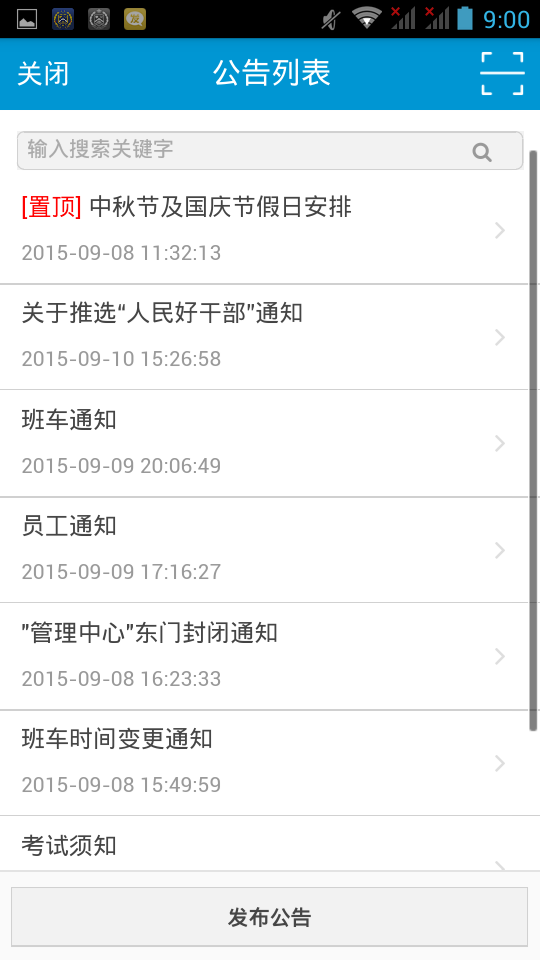 9:00
关闭
公告列表
输入搜索关键字
[置顶] 中秋节及国庆节假日安排
2015-09-08 11:32:13
关于推选“人民好干部”通知
2015-09-10 15:26:58
班车通知
2015-09-09 20:06:49
员工通知
2015-09-09 17:16:27
"管理中心"东门封闭通知
2015-09-08 16:23:33
班车时间变更通知
2015-09-08 15:49:59
考试须知
发布公告